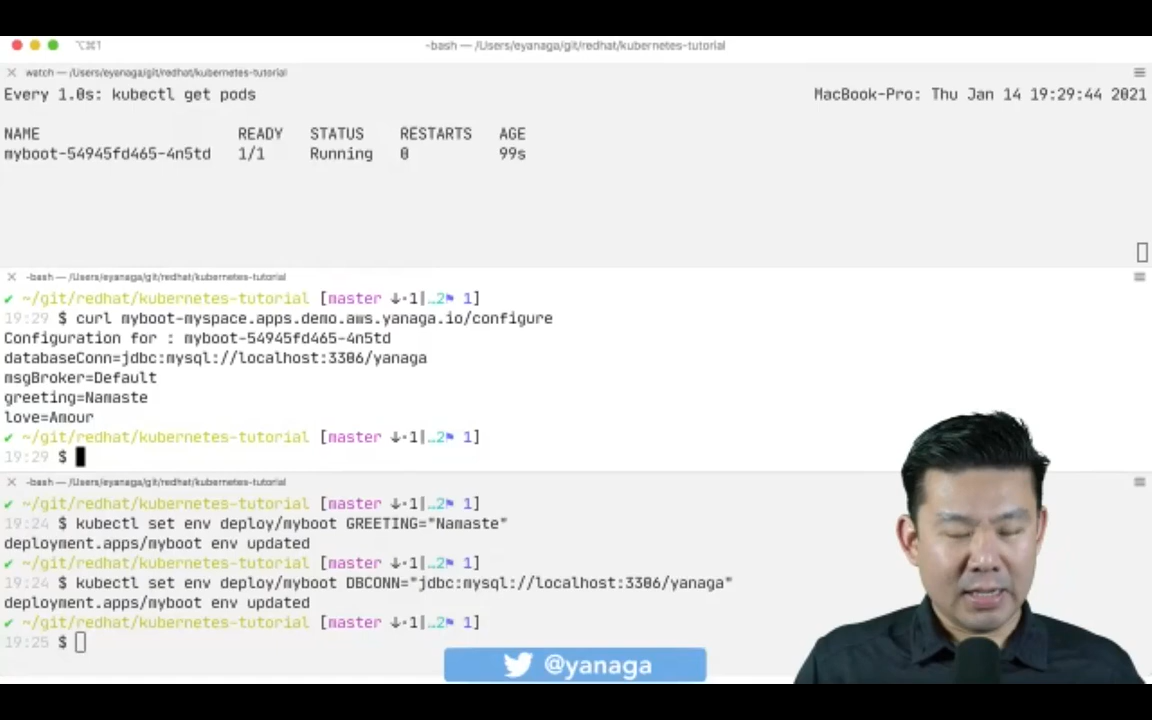 ⌥⌘1
-bash — /Users/eyanaga/git/redhat/kubernetes-tutorial
watch — /Users/eyanaga/git/redhat/kubernetes-tutorial
Every 1.0s: kubectl get pods MacBook-Pro: Thu Jan 14 19:29:44 2021
NAME READY STATUS RESTARTS AGE
myboot-54945fd465-4n5td 1/1 Running 0 99s
-bash — /Users/eyanaga/git/redhat/kubernetes-tutorial
✔ ~/git/redhat/kubernetes-tutorial [master ↓·1|…2⚑ 1]
19:29 $ curl myboot-myspace.apps.demo.aws.yanaga.io/configure
Configuration for : myboot-54945fd465-4n5td
databaseConn=jdbc:mysql://localhost:3306/yanaga
msgBroker=Default
greeting=Namaste
love=Amour
✔ ~/git/redhat/kubernetes-tutorial [master ↓·1|…2⚑ 1]
19:29 $
-bash — /Users/eyanaga/git/redhat/kubernetes-tutorial
✔ ~/git/redhat/kubernetes-tutorial [master ↓·1|…2⚑ 1]
19:24 $ kubectl set env deploy/myboot GREETING="Namaste"
deployment.apps/myboot env updated
✔ ~/git/redhat/kubernetes-tutorial [master ↓·1|…2⚑ 1]
19:24 $ kubectl set env deploy/myboot DBCONN="jdbc:mysql://localhost:3306/yanaga"
deployment.apps/myboot env updated
✔ ~/git/redhat/kubernetes-tutorial [master ↓·1|…2⚑ 1]
19:25 $
@yanaga